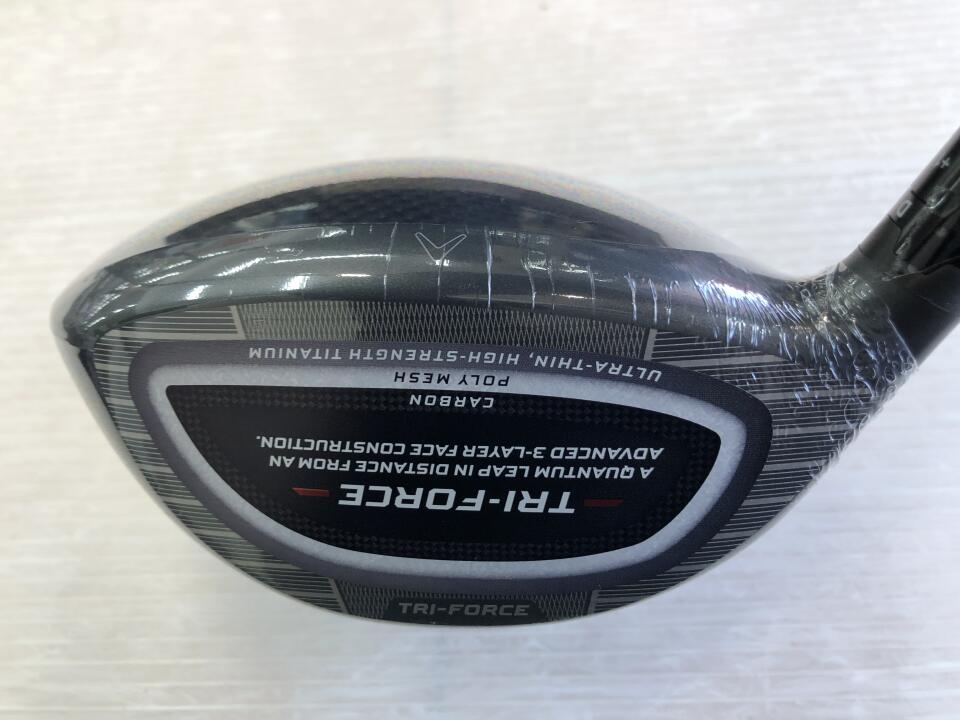 TRI-FORCE
A QUANTUM LEAP IN DISTANCE FROM AN
ADVANCED 3-LAYER FACE CONSTRUCTION.
CARBON
POLY MESH
ULTRA-THIN, HIGH-STRENGTH TITANIUM
TRI-FORCE